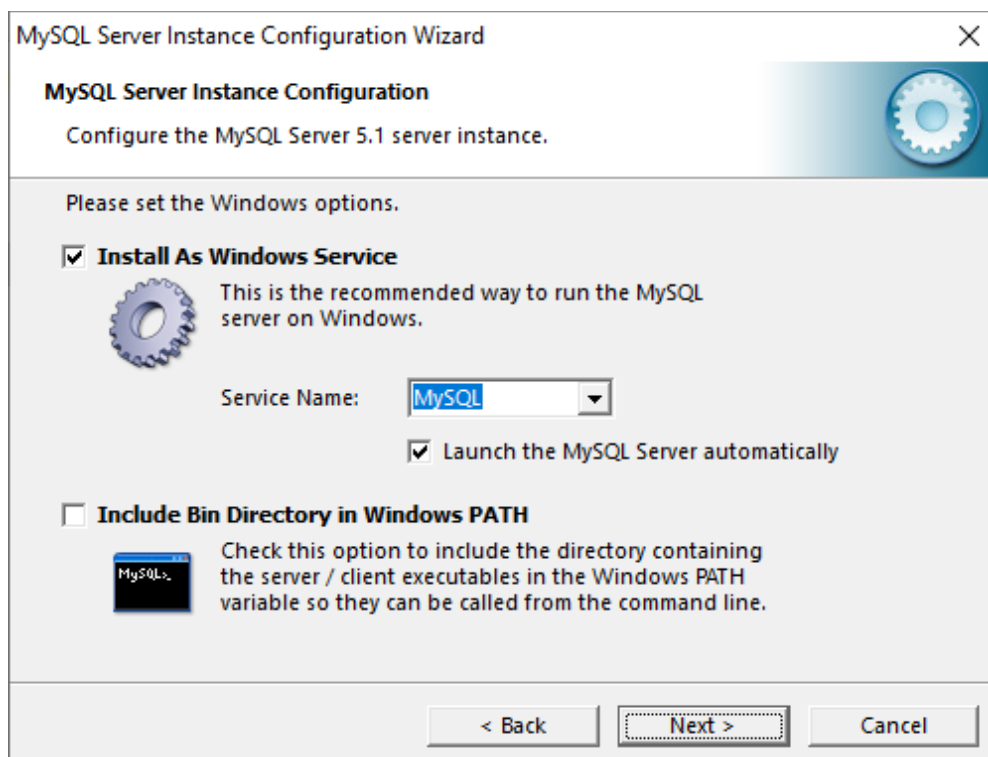 MySQL Server Instance Configuration Wizard
MySQL Server Instance Configuration
Configure the MySQL Server 5.1 server instance.
Please set the Windows options.
Install As Windows Service
This is the recommended way to run the MySQL
server on Windows.
Service Name:
MySQL
Launch the MySQL Server automatically
Include Bin Directory in Windows PATH
MySQL>_
Check this option to include the directory containing
the server / client executables in the Windows PATH
variable so they can be called from the command line.
< Back
Next >
Cancel